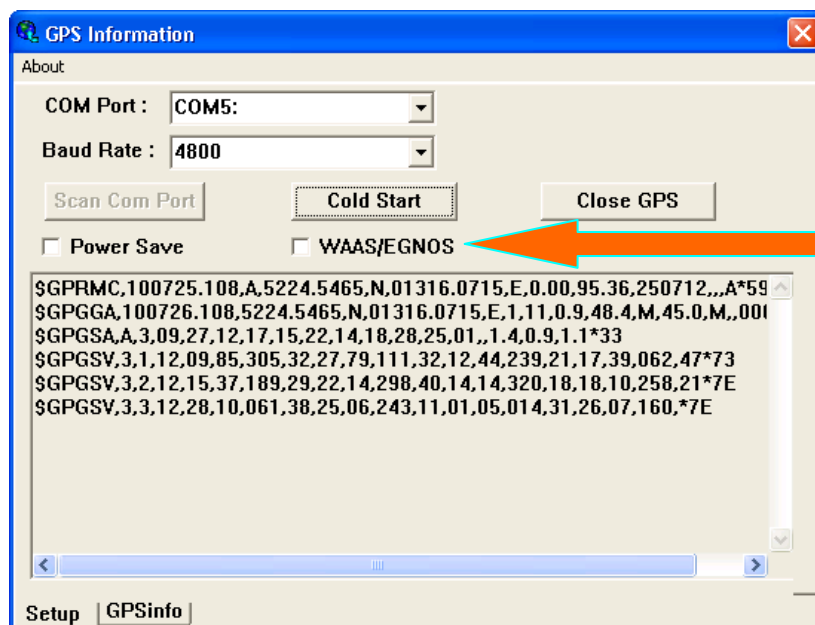 GPS Information
About
COM Port : COM5:
Baud Rate : 4800
Scan Com Port Cold Start Close GPS
Power Save WAAS/EGNOS
$GPRMC,100725.108,A,5224.5465,N,01316.0715,E,0.00,95.36,250712,,,A*59
$GPGGA,100726.108,5224.5465,N,01316.0715,E,1,11,0.9,48.4,M,45.0,M,,000
$GPGSA,A,3,09,27,12,17,15,22,14,18,28,25,01,,1.4,0.9,1.1*33
$GPGSV,3,1,12,09,85,305,32,27,79,111,32,12,44,239,21,17,39,062,47*73
$GPGSV,3,2,12,15,37,189,29,22,14,298,40,14,14,320,18,18,10,258,21*7E
$GPGSV,3,3,12,28,10,061,38,25,06,243,11,01,05,014,31,26,07,160,*7E
Setup GPSinfo